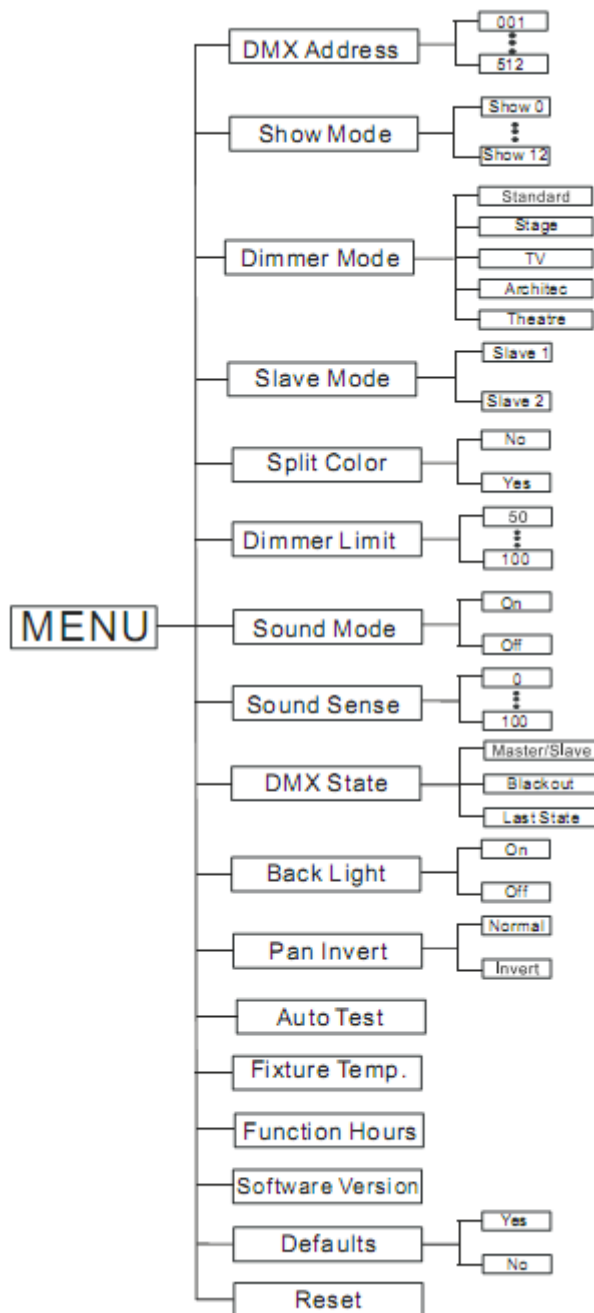 MENU
DMX Address
001
512
Show Mode
Show 0
Show 12
Dimmer Mode
Standard
Stage
TV
Architec
Theatre
Slave Mode
Slave 1
Slave 2
Split Color
No
Yes
Dimmer Limit
50
100
Sound Mode
On
Off
Sound Sense
0
100
DMX State
Master/Slave
Blackout
Last State
Back Light
On
Off
Pan Invert
Normal
Invert
Auto Test
Fixture Temp.
Function Hours
Software Version
Defaults
Yes
No
Reset